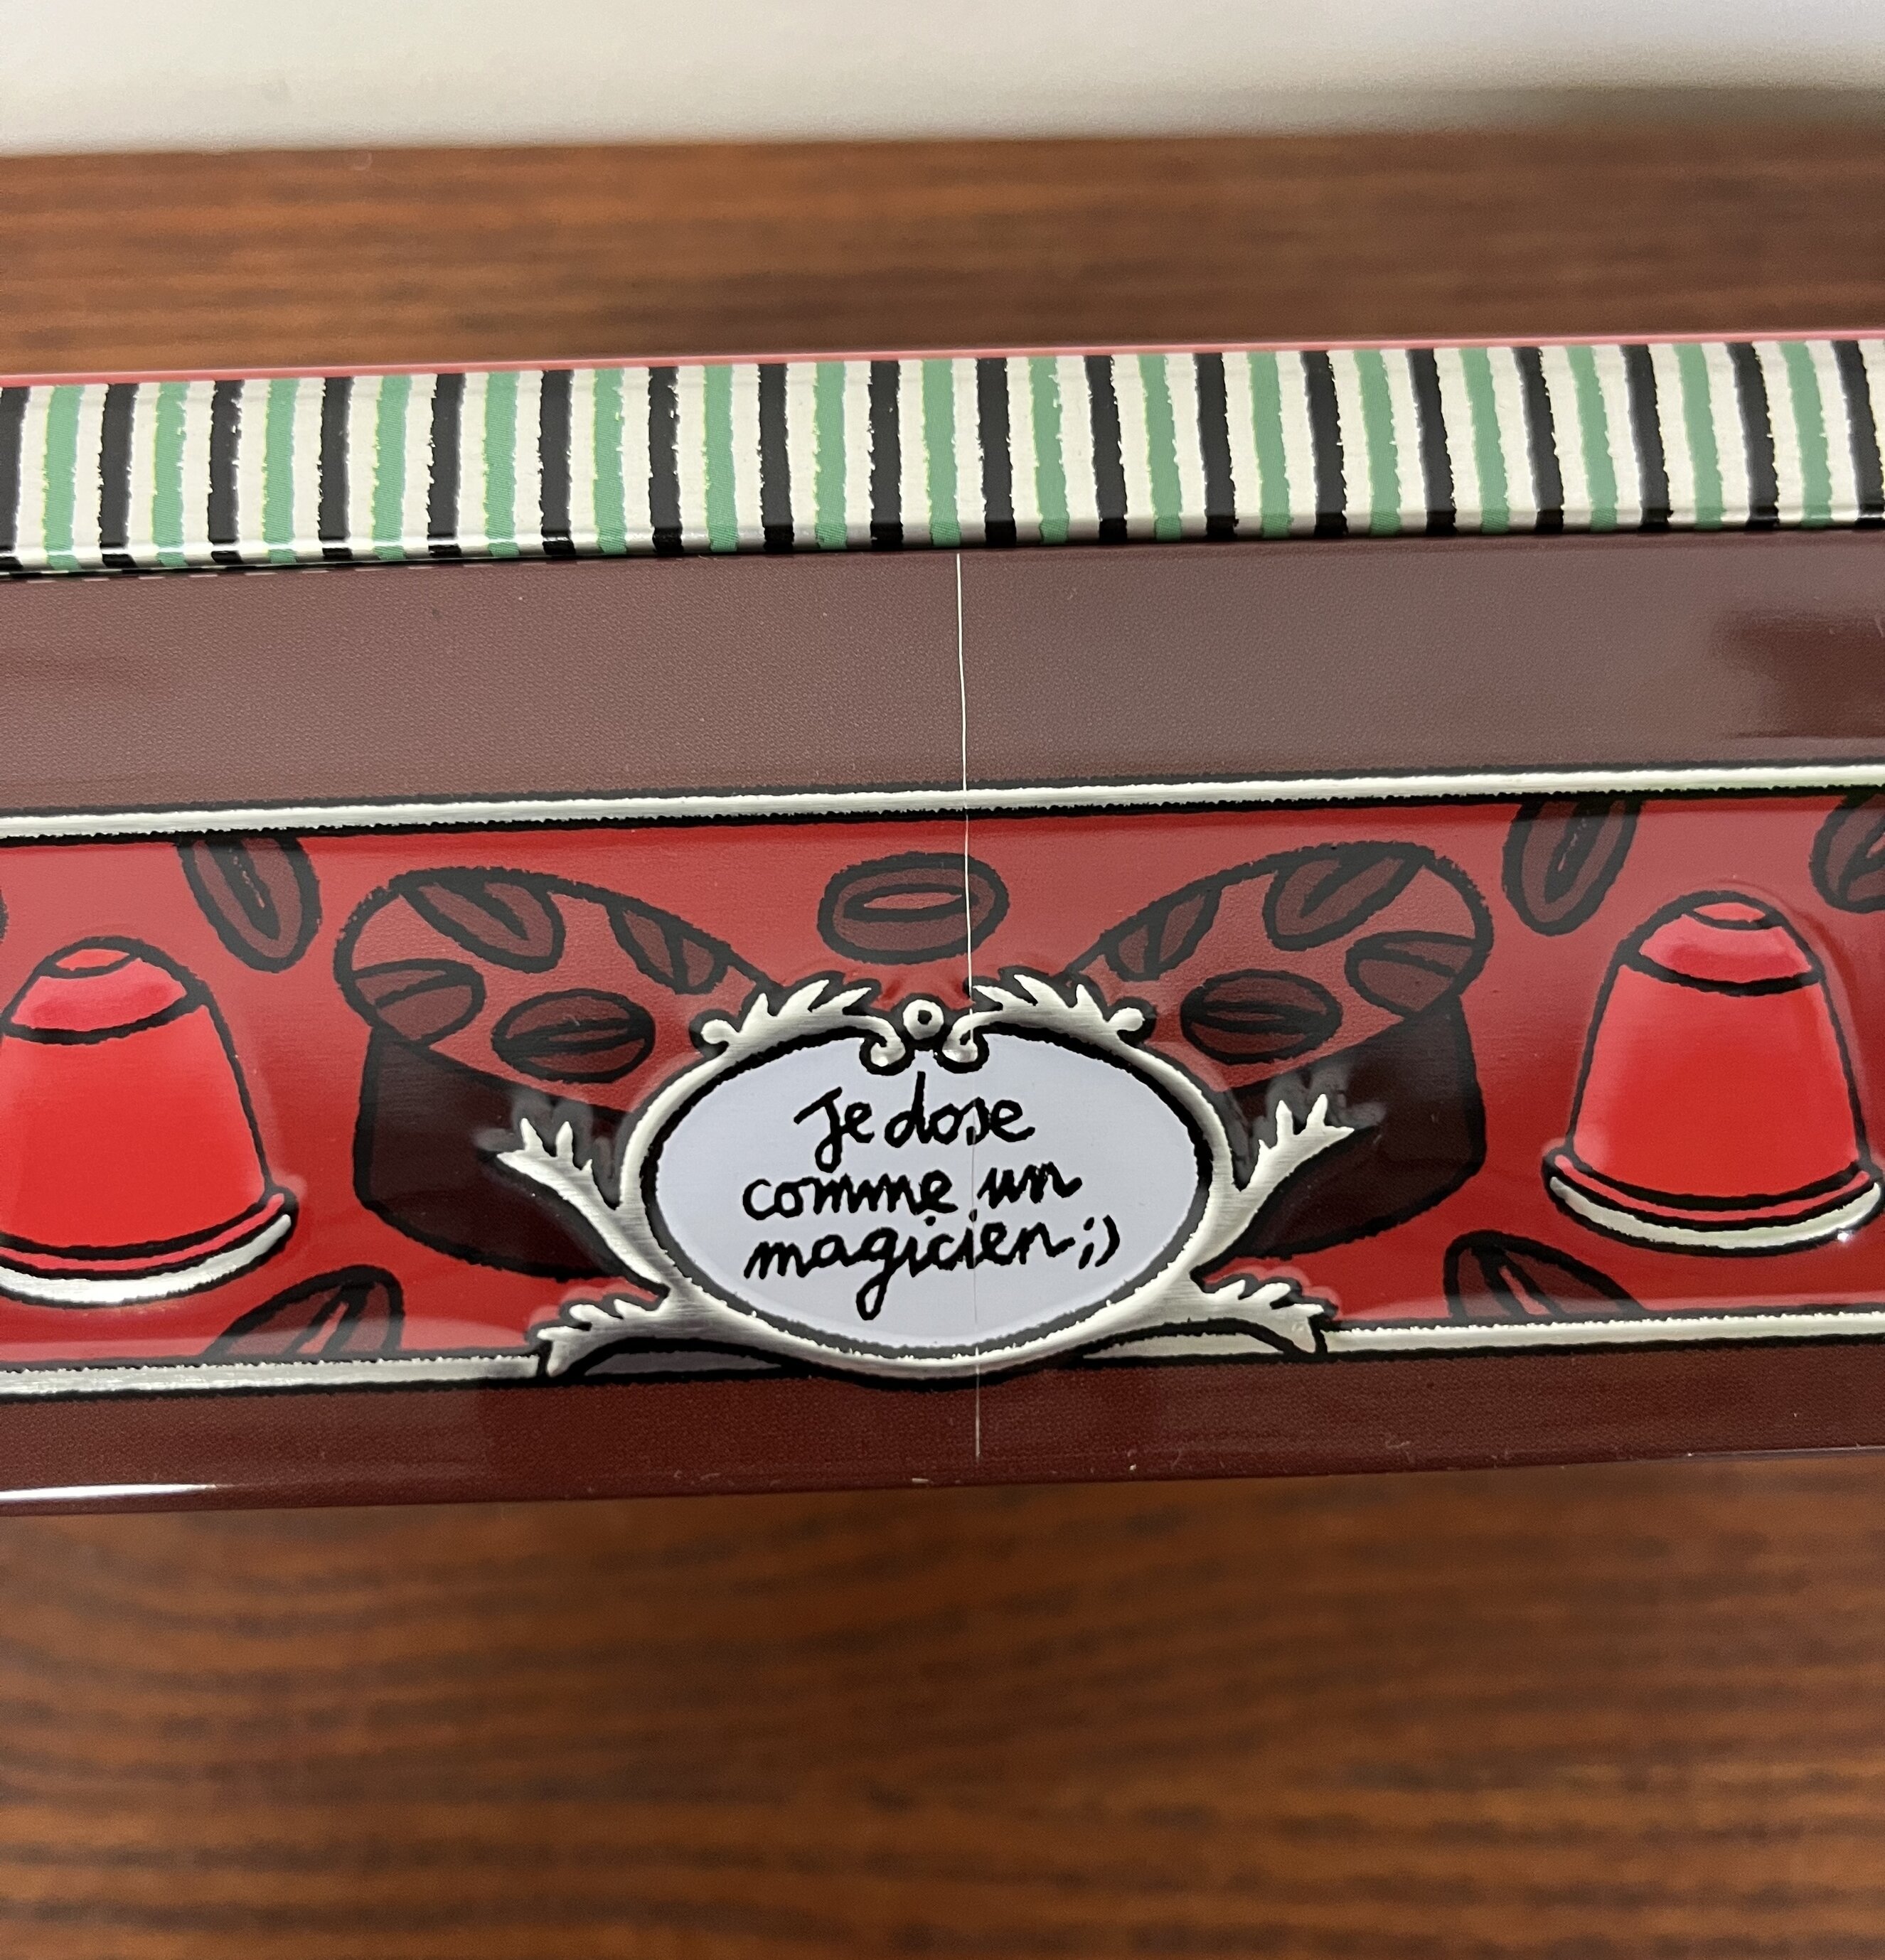 Je dose
comme un
magicien ;)